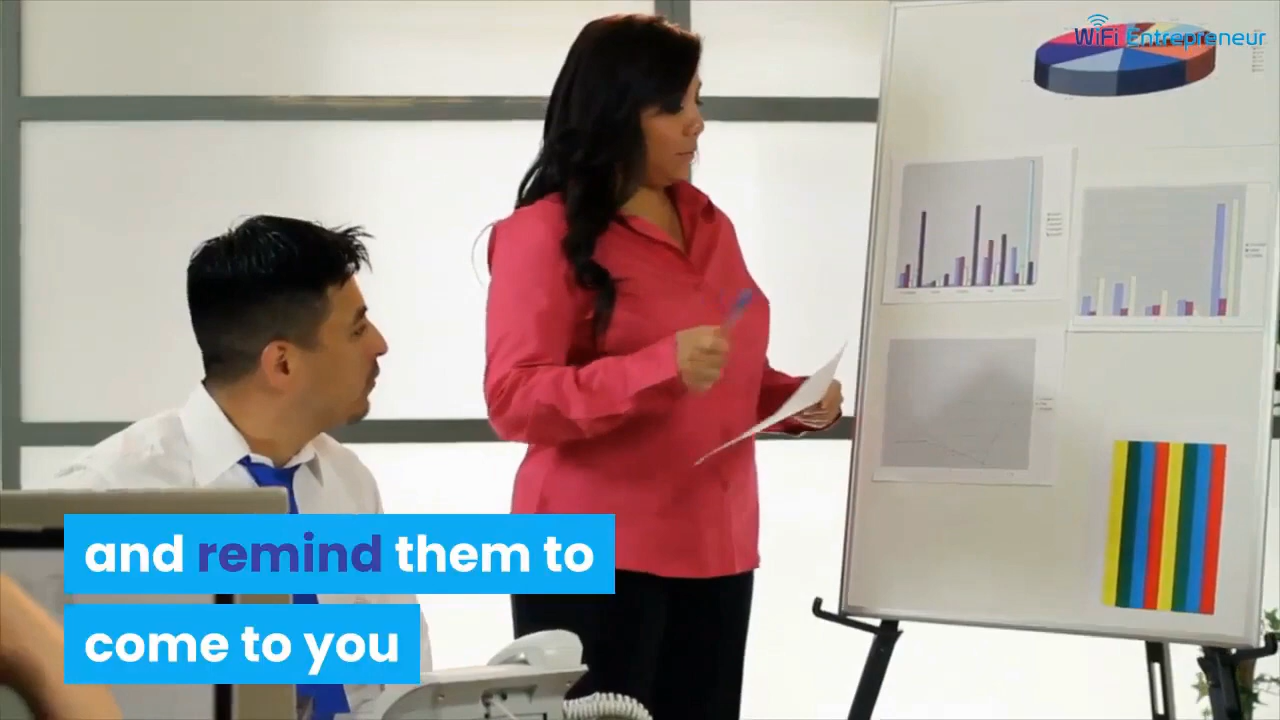 WiFi Entrepreneur
and remind them to
come to you